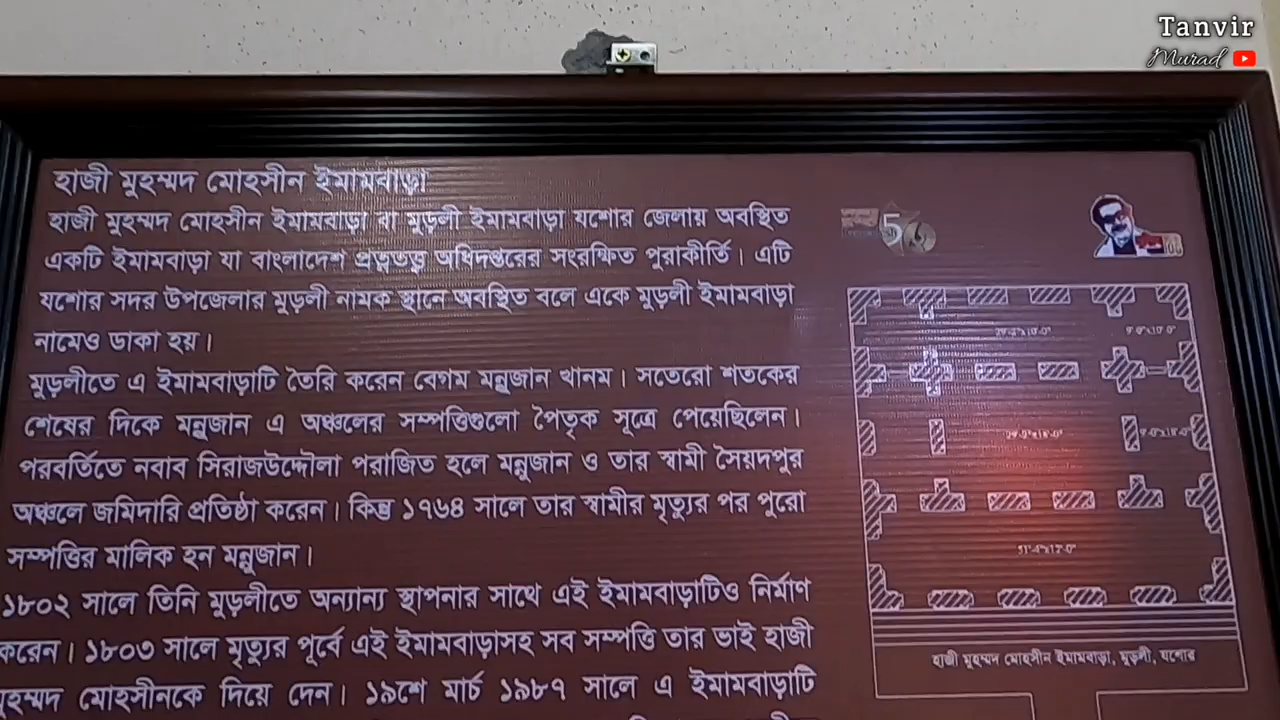 Tanvir
Murad
হাজী মুহম্মদ মোহসীন ইমামবাড়া
হাজী মুহম্মদ মোহসীন ইমামবাড়া বা মুড়লী ইমামবাড়া যশোর জেলায় অবস্থিত
একটি ইমামবাড়া যা বাংলাদেশ প্রত্নতত্ত্ব অধিদপ্তরের সংরক্ষিত পুরাকীর্তি। এটি
যশোর সদর উপজেলার মুড়লী নামক স্থানে অবস্থিত বলে একে মুড়লী ইমামবাড়া
নামেও ডাকা হয়।
মুড়লীতে এ ইমামবাড়াটি তৈরি করেন বেগম মন্নুজান খানম। সতেরো শতকের
শেষের দিকে মন্নুজান এ অঞ্চলের সম্পত্তিগুলো পৈতৃক সূত্রে পেয়েছিলেন।
পরবর্তিতে নবাব সিরাজউদ্দৌলা পরাজিত হলে মন্নুজান ও তার স্বামী সৈয়দপুর
অঞ্চলে জমিদারি প্রতিষ্ঠা করেন। কিন্তু ১৭৬৪ সালে তার স্বামীর মৃত্যুর পর পুরো
সম্পত্তির মালিক হন মন্নুজান।
১৮০২ সালে তিনি মুড়লীতে অন্যান্য স্থাপনার সাথে এই ইমামবাড়াটিও নির্মাণ
করেন। ১৮০৩ সালে মৃত্যুর পূর্বে এই ইমামবাড়াসহ সব সম্পত্তি তার ভাই হাজী
মুহম্মদ মোহসীনকে দিয়ে দেন। ১৯শে মার্চ ১৯৮৭ সালে এ ইমামবাড়াটি
51'-4"x12'-0"
হাজী মুহম্মদ মোহসীন ইমামবাড়া, মুড়লী, যশোর